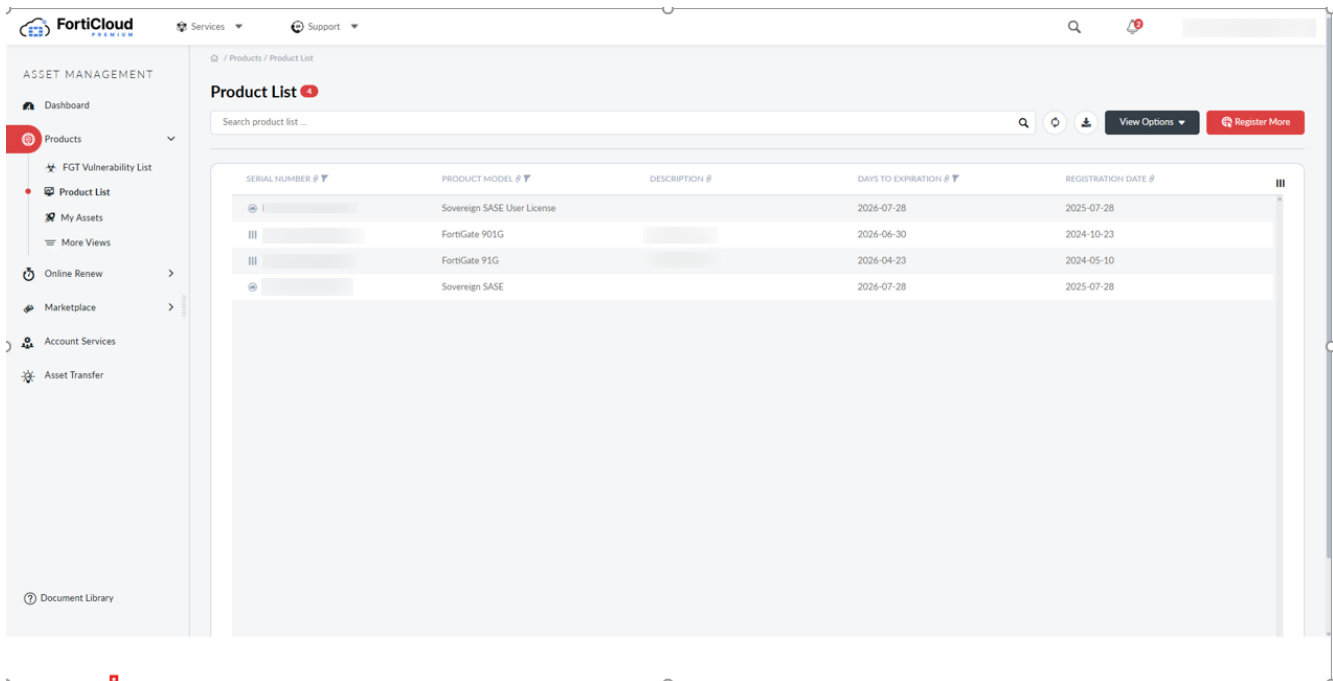 FortiCloud
PREMIUM
Services
Support
2
ASSET MANAGEMENT
Dashboard
Products
FGT Vulnerability List
Product List
My Assets
More Views
Online Renew
Marketplace
Account Services
Asset Transfer
Document Library
/ Products / Product List
Product List 4
Search product list ...
View Options
Register More
SERIAL NUMBER PRODUCT MODEL DESCRIPTION DAYS TO EXPIRATION REGISTRATION DATE
Sovereign SASE User License 2026-07-28 2025-07-28
FortiGate 901G 2026-06-30 2024-10-23
FortiGate 91G 2026-04-23 2024-05-10
Sovereign SASE 2026-07-28 2025-07-28